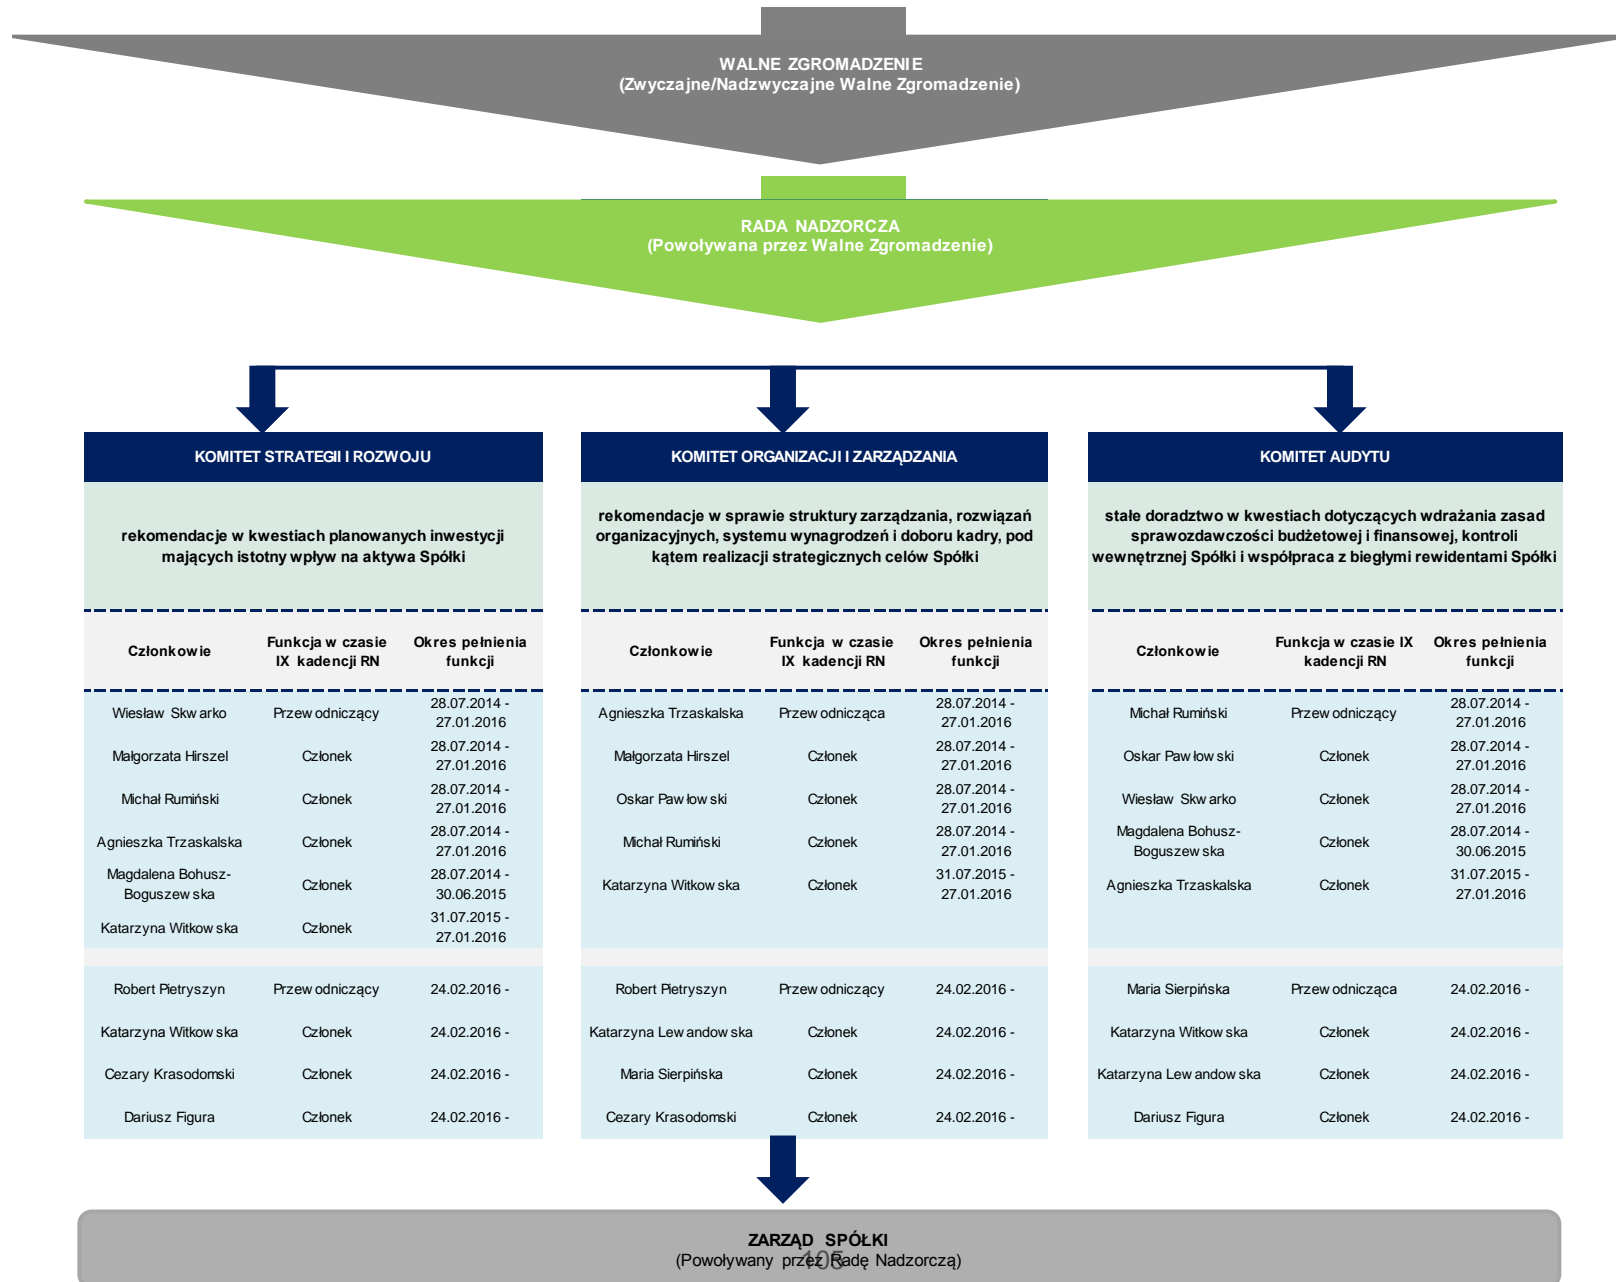 WALNE ZGROMADZENIE
(Zwyczajne/Nadzwyczajne Walne Zgromadzenie)
RADA NADZORCZA
(Powoływana przez Walne Zgromadzenie)
KOMITET STRATEGII I ROZWOJU
rekomendacje w kwestiach planowanych inwestycji
mających istotny wpływ na aktywa Spółki
Członkowie Funkcja w czasie IX kadencji RN Okres pełnienia funkcji
Wiesław Skwarko Przewodniczący 28.07.2014 - 27.01.2016
Małgorzata Hirszel Członek 28.07.2014 - 27.01.2016
Michał Rumiński Członek 28.07.2014 - 27.01.2016
Agnieszka Trzaskalska Członek 28.07.2014 - 27.01.2016
Magdalena Bohusz-Boguszewska Członek 28.07.2014 - 30.06.2015
Katarzyna Witkowska Członek 31.07.2015 - 27.01.2016
Robert Pietryszyn Przewodniczący 24.02.2016 -
Katarzyna Witkowska Członek 24.02.2016 -
Cezary Krasodomski Członek 24.02.2016 -
Dariusz Figura Członek 24.02.2016 -
KOMITET ORGANIZACJI I ZARZĄDZANIA
rekomendacje w sprawie struktury zarządzania, rozwiązań
organizacyjnych, systemu wynagrodzeń i doboru kadry, pod
kątem realizacji strategicznych celów Spółki
Członkowie Funkcja w czasie IX kadencji RN Okres pełnienia funkcji
Agnieszka Trzaskalska Przewodnicząca 28.07.2014 - 27.01.2016
Małgorzata Hirszel Członek 28.07.2014 - 27.01.2016
Oskar Pawłowski Członek 28.07.2014 - 27.01.2016
Michał Rumiński Członek 28.07.2014 - 27.01.2016
Katarzyna Witkowska Członek 31.07.2015 - 27.01.2016
Robert Pietryszyn Przewodniczący 24.02.2016 -
Katarzyna Lewandowska Członek 24.02.2016 -
Maria Sierpińska Członek 24.02.2016 -
Cezary Krasodomski Członek 24.02.2016 -
KOMITET AUDYTU
stałe doradztwo w kwestiach dotyczących wdrażania zasad
sprawozdawczości budżetowej i finansowej, kontroli
wewnętrznej Spółki i współpraca z biegłymi rewidentami Spółki
Członkowie Funkcja w czasie IX kadencji RN Okres pełnienia funkcji
Michał Rumiński Przewodniczący 28.07.2014 - 27.01.2016
Oskar Pawłowski Członek 28.07.2014 - 27.01.2016
Wiesław Skwarko Członek 28.07.2014 - 27.01.2016
Magdalena Bohusz-Boguszewska Członek 28.07.2014 - 30.06.2015
Agnieszka Trzaskalska Członek 31.07.2015 - 27.01.2016
Maria Sierpińska Przewodnicząca 24.02.2016 -
Katarzyna Witkowska Członek 24.02.2016 -
Katarzyna Lewandowska Członek 24.02.2016 -
Dariusz Figura Członek 24.02.2016 -
ZARZĄD SPÓŁKI
(Powoływany przez Radę Nadzorczą)
105